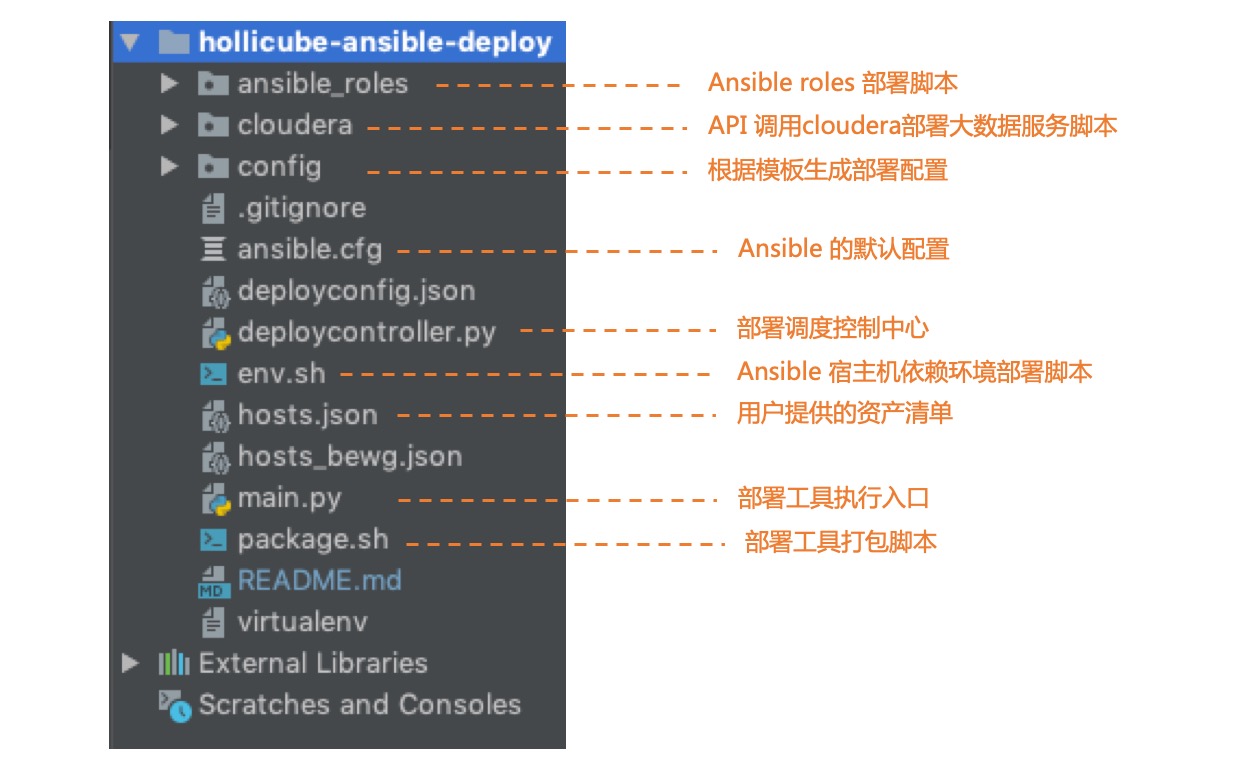 hollicube-ansible-deploy
ansible_roles Ansible roles 部署脚本
cloudera API 调用cloudera部署大数据服务脚本
config 根据模板生成部署配置
.gitignore
ansible.cfg Ansible 的默认配置
deployconfig.json
deploycontroller.py 部署调度控制中心
env.sh Ansible 宿主机依赖环境部署脚本
hosts.json 用户提供的资产清单
hosts_bewg.json
main.py 部署工具执行入口
package.sh 部署工具打包脚本
MD README.md
virtualenv
External Libraries
Scratches and Consoles